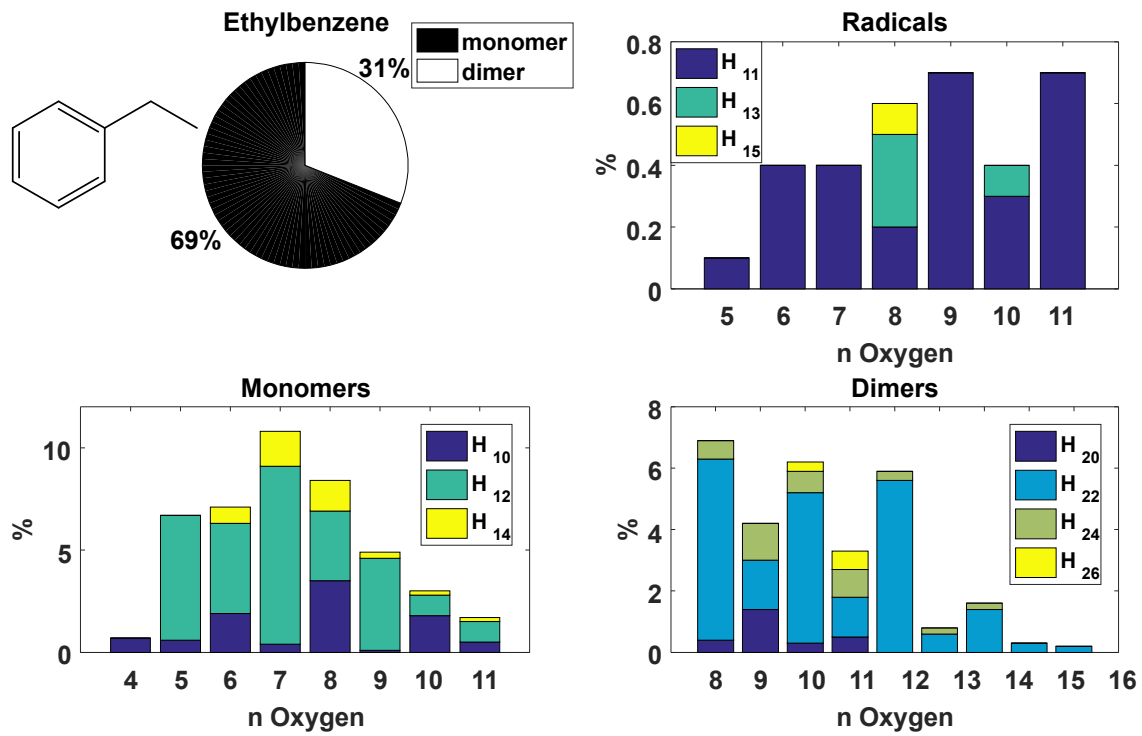 Ethylbenzene
monomer
dimer
31%
69%
Radicals
0.8
0.6
0.4
0.2
0
%
H 11
H 13
H 15
5 6 7 8 9 10 11
n Oxygen
Monomers
10
5
0
%
H 10
H 12
H 14
4 5 6 7 8 9 10 11
n Oxygen
Dimers
8
6
4
2
0
%
H 20
H 22
H 24
H 26
8 9 10 11 12 13 14 15 16
n Oxygen